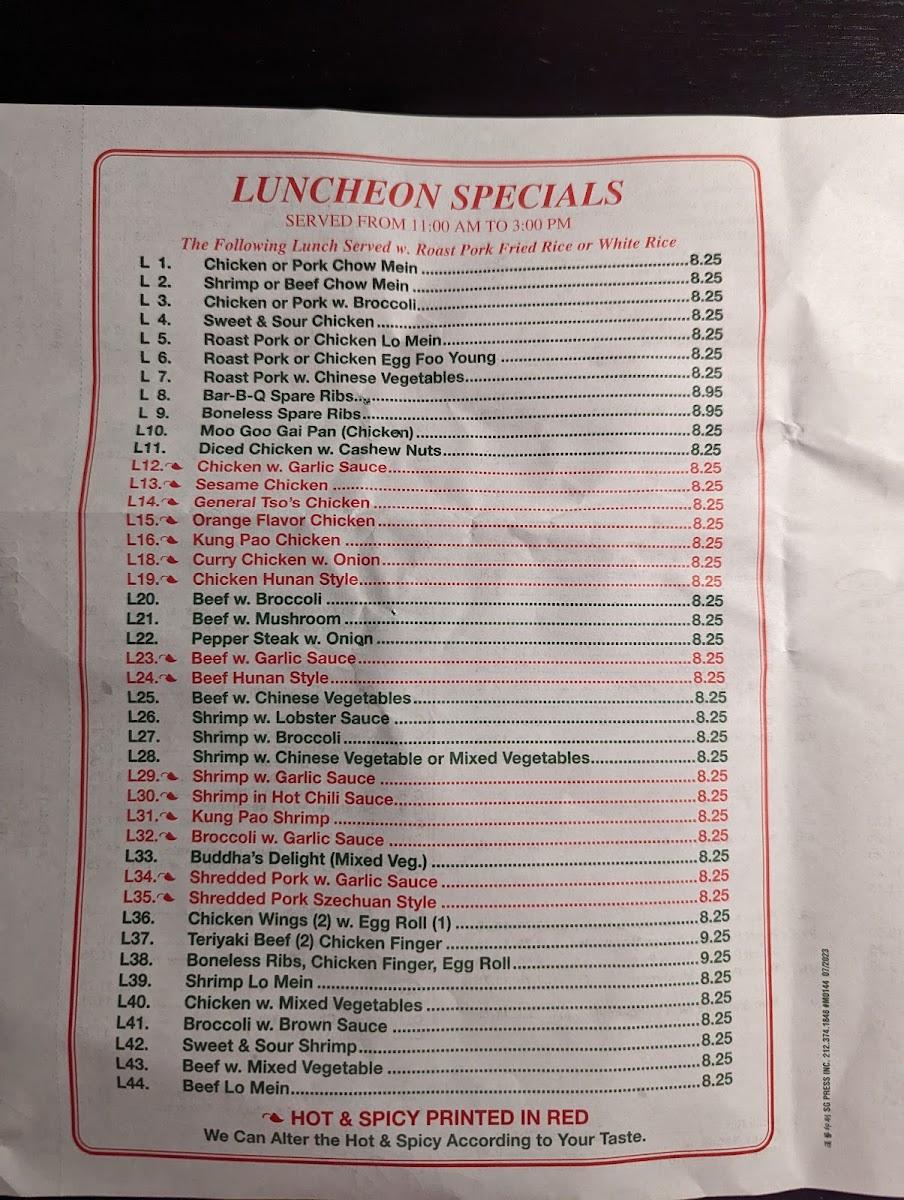 LUNCHEON SPECIALS
SERVED FROM 11:00 AM TO 3:00 PM
The Following Lunch Served w. Roast Pork Fried Rice or White Rice
L 1. Chicken or Pork Chow Mein 8.25
L 2. Shrimp or Beef Chow Mein 8.25
L 3. Chicken or Pork w. Broccoli 8.25
L 4. Sweet & Sour Chicken 8.25
L 5. Roast Pork or Chicken Lo Mein 8.25
L 6. Roast Pork or Chicken Egg Foo Young 8.25
L 7. Roast Pork w. Chinese Vegetables 8.25
L 8. Bar-B-Q Spare Ribs 8.95
L 9. Boneless Spare Ribs 8.95
L10. Moo Goo Gai Pan (Chicken) 8.25
L11. Diced Chicken w. Cashew Nuts 8.25
L12. Chicken w. Garlic Sauce 8.25
L13. Sesame Chicken 8.25
L14. General Tso's Chicken 8.25
L15. Orange Flavor Chicken 8.25
L16. Kung Pao Chicken 8.25
L18. Curry Chicken w. Onion 8.25
L19. Chicken Hunan Style 8.25
L20. Beef w. Broccoli 8.25
L21. Beef w. Mushroom 8.25
L22. Pepper Steak w. Onion 8.25
L23. Beef w. Garlic Sauce 8.25
L24. Beef Hunan Style 8.25
L25. Beef w. Chinese Vegetables 8.25
L26. Shrimp w. Lobster Sauce 8.25
L27. Shrimp w. Broccoli 8.25
L28. Shrimp w. Chinese Vegetable or Mixed Vegetables 8.25
L29. Shrimp w. Garlic Sauce 8.25
L30. Shrimp in Hot Chili Sauce 8.25
L31. Kung Pao Shrimp 8.25
L32. Broccoli w. Garlic Sauce 8.25
L33. Buddha's Delight (Mixed Veg.) 8.25
L34. Shredded Pork w. Garlic Sauce 8.25
L35. Shredded Pork Szechuan Style 8.25
L36. Chicken Wings (2) w. Egg Roll (1) 8.25
L37. Teriyaki Beef (2) Chicken Finger 9.25
L38. Boneless Ribs, Chicken Finger, Egg Roll 9.25
L39. Shrimp Lo Mein 8.25
L40. Chicken w. Mixed Vegetables 8.25
L41. Broccoli w. Brown Sauce 8.25
L42. Sweet & Sour Shrimp 8.25
L43. Beef w. Mixed Vegetable 8.25
L44. Beef Lo Mein 8.25
HOT & SPICY PRINTED IN RED
We Can Alter the Hot & Spicy According to Your Taste.
SG PRESS INC. 212.374.1848 #M0144 07/2023